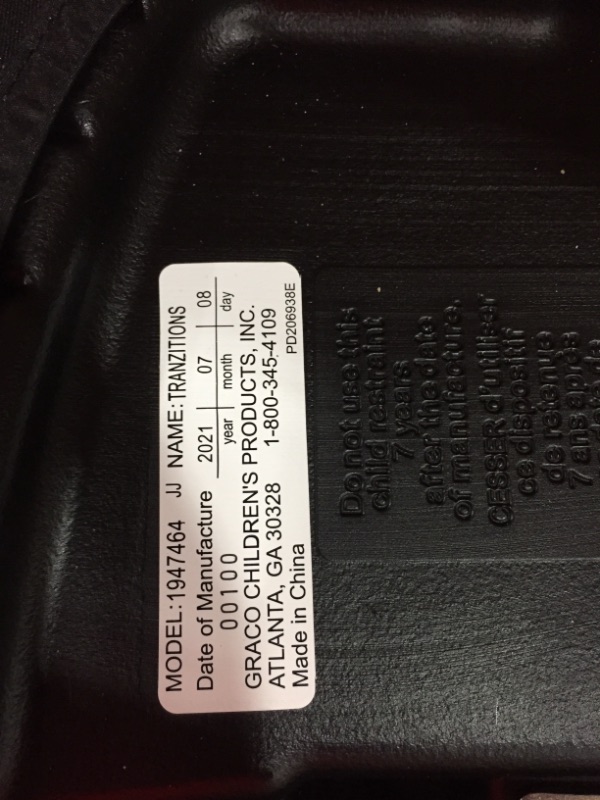 MODEL:1947464 JJ NAME:TRANZITIONS
Date of Manufacture 2021 07 08
00100 year month day
GRACO CHILDREN'S PRODUCTS, INC.
ATLANTA, GA 30328 1-800-345-4109
Made in China PD206938E
Do not use this
child restraint
7 years
after the date
of manufacture.
CESSER d'utiliser
ce dispositif
de retenue
7 ans après